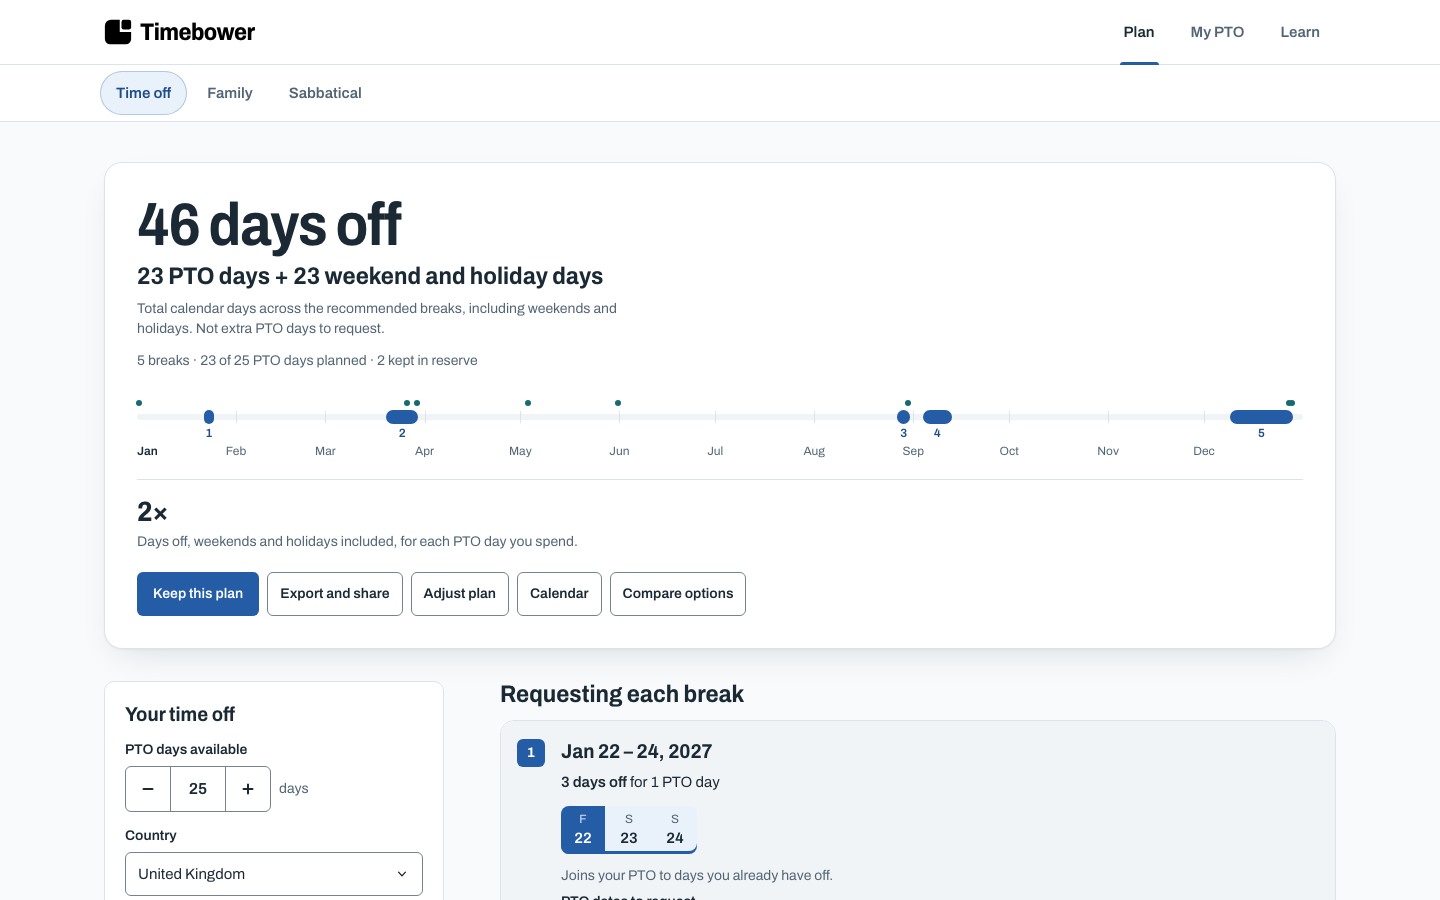 Timebower
Plan
My PTO
Learn
Time off
Family
Sabbatical
46 days off
23 PTO days + 23 weekend and holiday days
Total calendar days across the recommended breaks, including weekends and
holidays. Not extra PTO days to request.
5 breaks · 23 of 25 PTO days planned · 2 kept in reserve
1 2 3 4 5
Jan Feb Mar Apr May Jun Jul Aug Sep Oct Nov Dec
2×
Days off, weekends and holidays included, for each PTO day you spend.
Keep this plan
Export and share
Adjust plan
Calendar
Compare options
Your time off
PTO days available
− 25 + days
Country
United Kingdom
Requesting each break
1
Jan 22 – 24, 2027
3 days off for 1 PTO day
F S S
22 23 24
Joins your PTO to days you already have off.
PTO dates to request